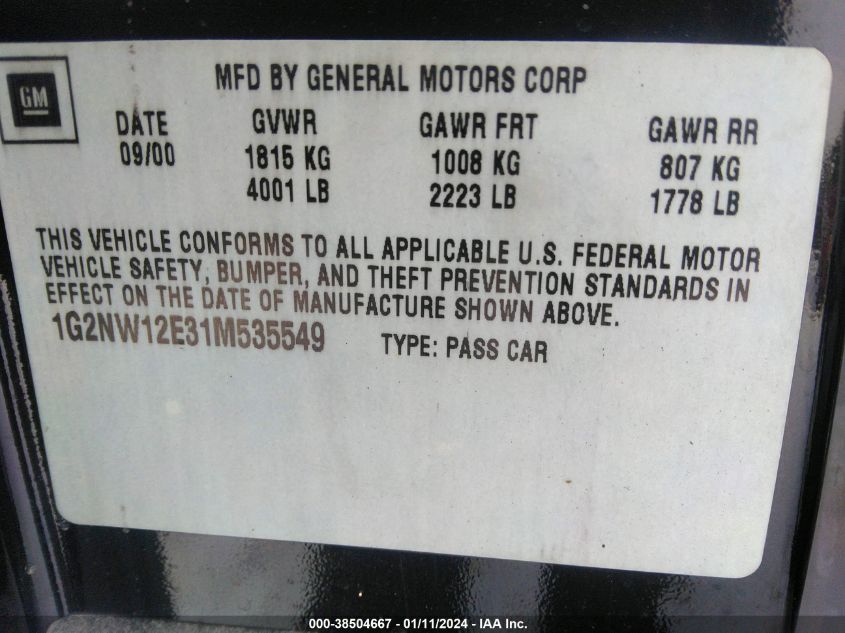 GM
MFD BY GENERAL MOTORS CORP
DATE GVWR GAWR FRT GAWR RR
09/00 1815 KG 1008 KG 807 KG
4001 LB 2223 LB 1778 LB
THIS VEHICLE CONFORMS TO ALL APPLICABLE U.S. FEDERAL MOTOR
VEHICLE SAFETY, BUMPER, AND THEFT PREVENTION STANDARDS IN
EFFECT ON THE DATE OF MANUFACTURE SHOWN ABOVE.
1G2NW12E31M535549 TYPE: PASS CAR
000-38504667 - 01/11/2024 - IAA Inc.